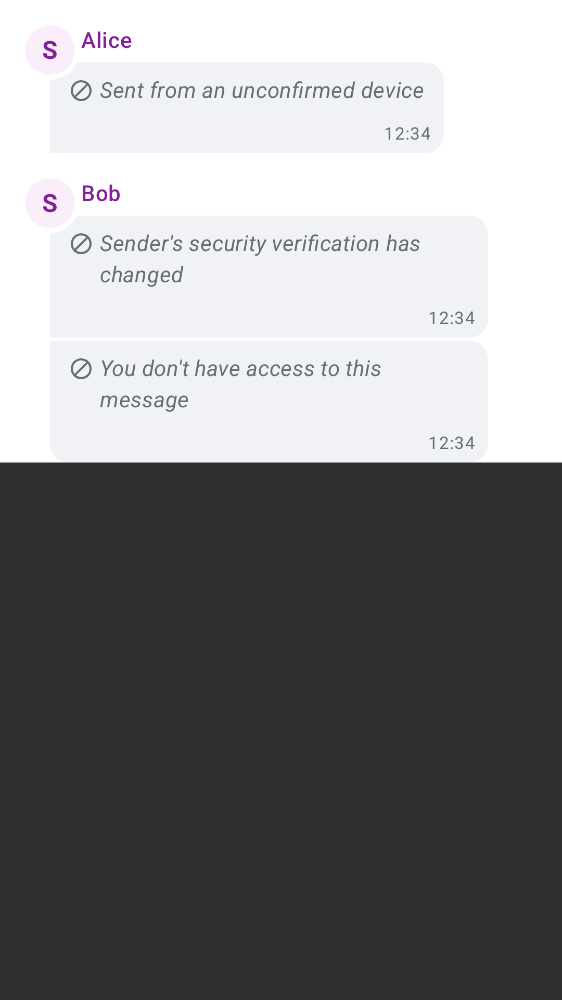 S Alice
Sent from an unconfirmed device
12:34
S Bob
Sender's security verification has
changed
12:34
You don't have access to this
message
12:34